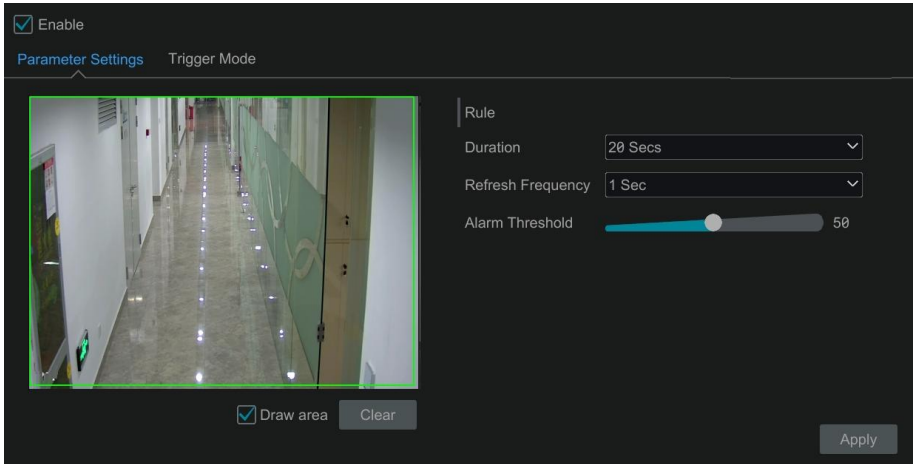 Enable
Parameter Settings Trigger Mode
Rule
Duration 20 Secs
Refresh Frequency 1 Sec
Alarm Threshold 50
Draw area Clear
Apply